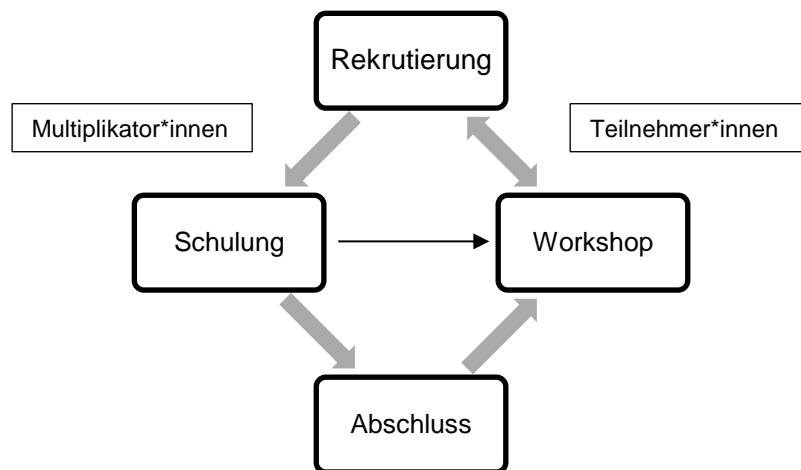 Rekrutierung
Multiplikator*innen
Teilnehmer*innen
Schulung
Workshop
Abschluss